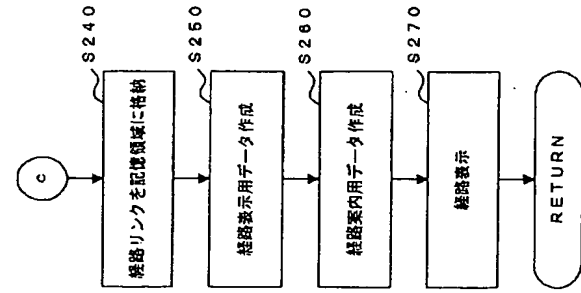 c
S240
経路リンクを記憶領域に格納
S250
経路表示用データ作成
S260
経路案内用データ作成
S270
経路表示
RETURN